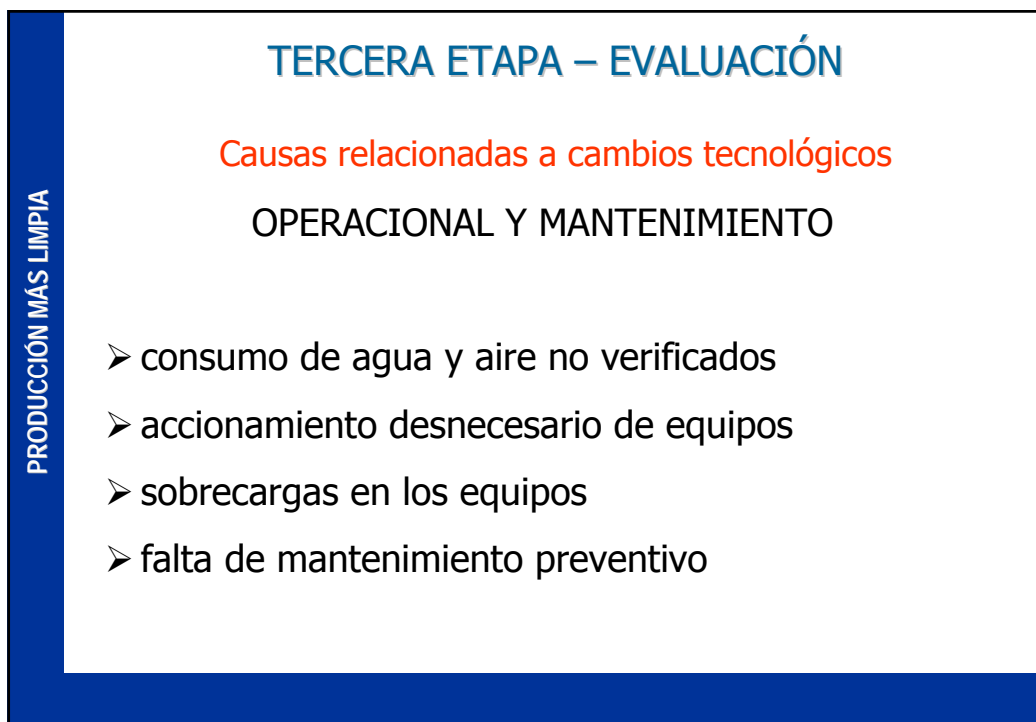 TERCERA ETAPA – EVALUACIÓN
Causas relacionadas a cambios tecnológicos
OPERACIONAL Y MANTENIMIENTO
PRODUCCIÓN MÁS LIMPIA
➢ consumo de agua y aire no verificados
➢ accionamiento desnecesario de equipos
➢ sobrecargas en los equipos
➢ falta de mantenimiento preventivo